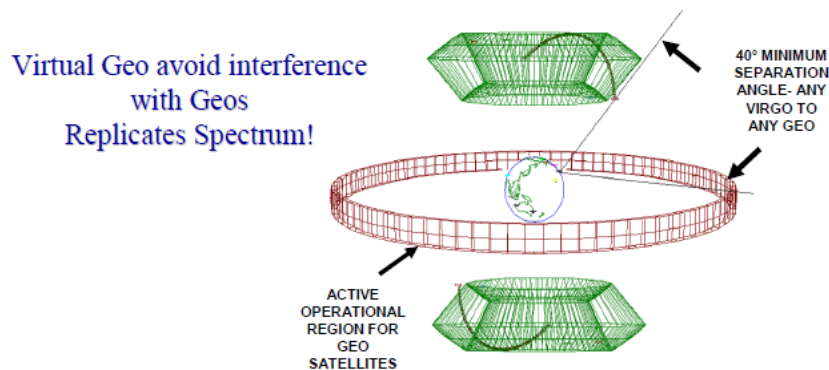 Virtual Geo avoid interference
with Geos
Replicates Spectrum!
40° MINIMUM
SEPARATION
ANGLE- ANY
VIRGO TO
ANY GEO
ACTIVE
OPERATIONAL
REGION FOR
GEO
SATELLITES